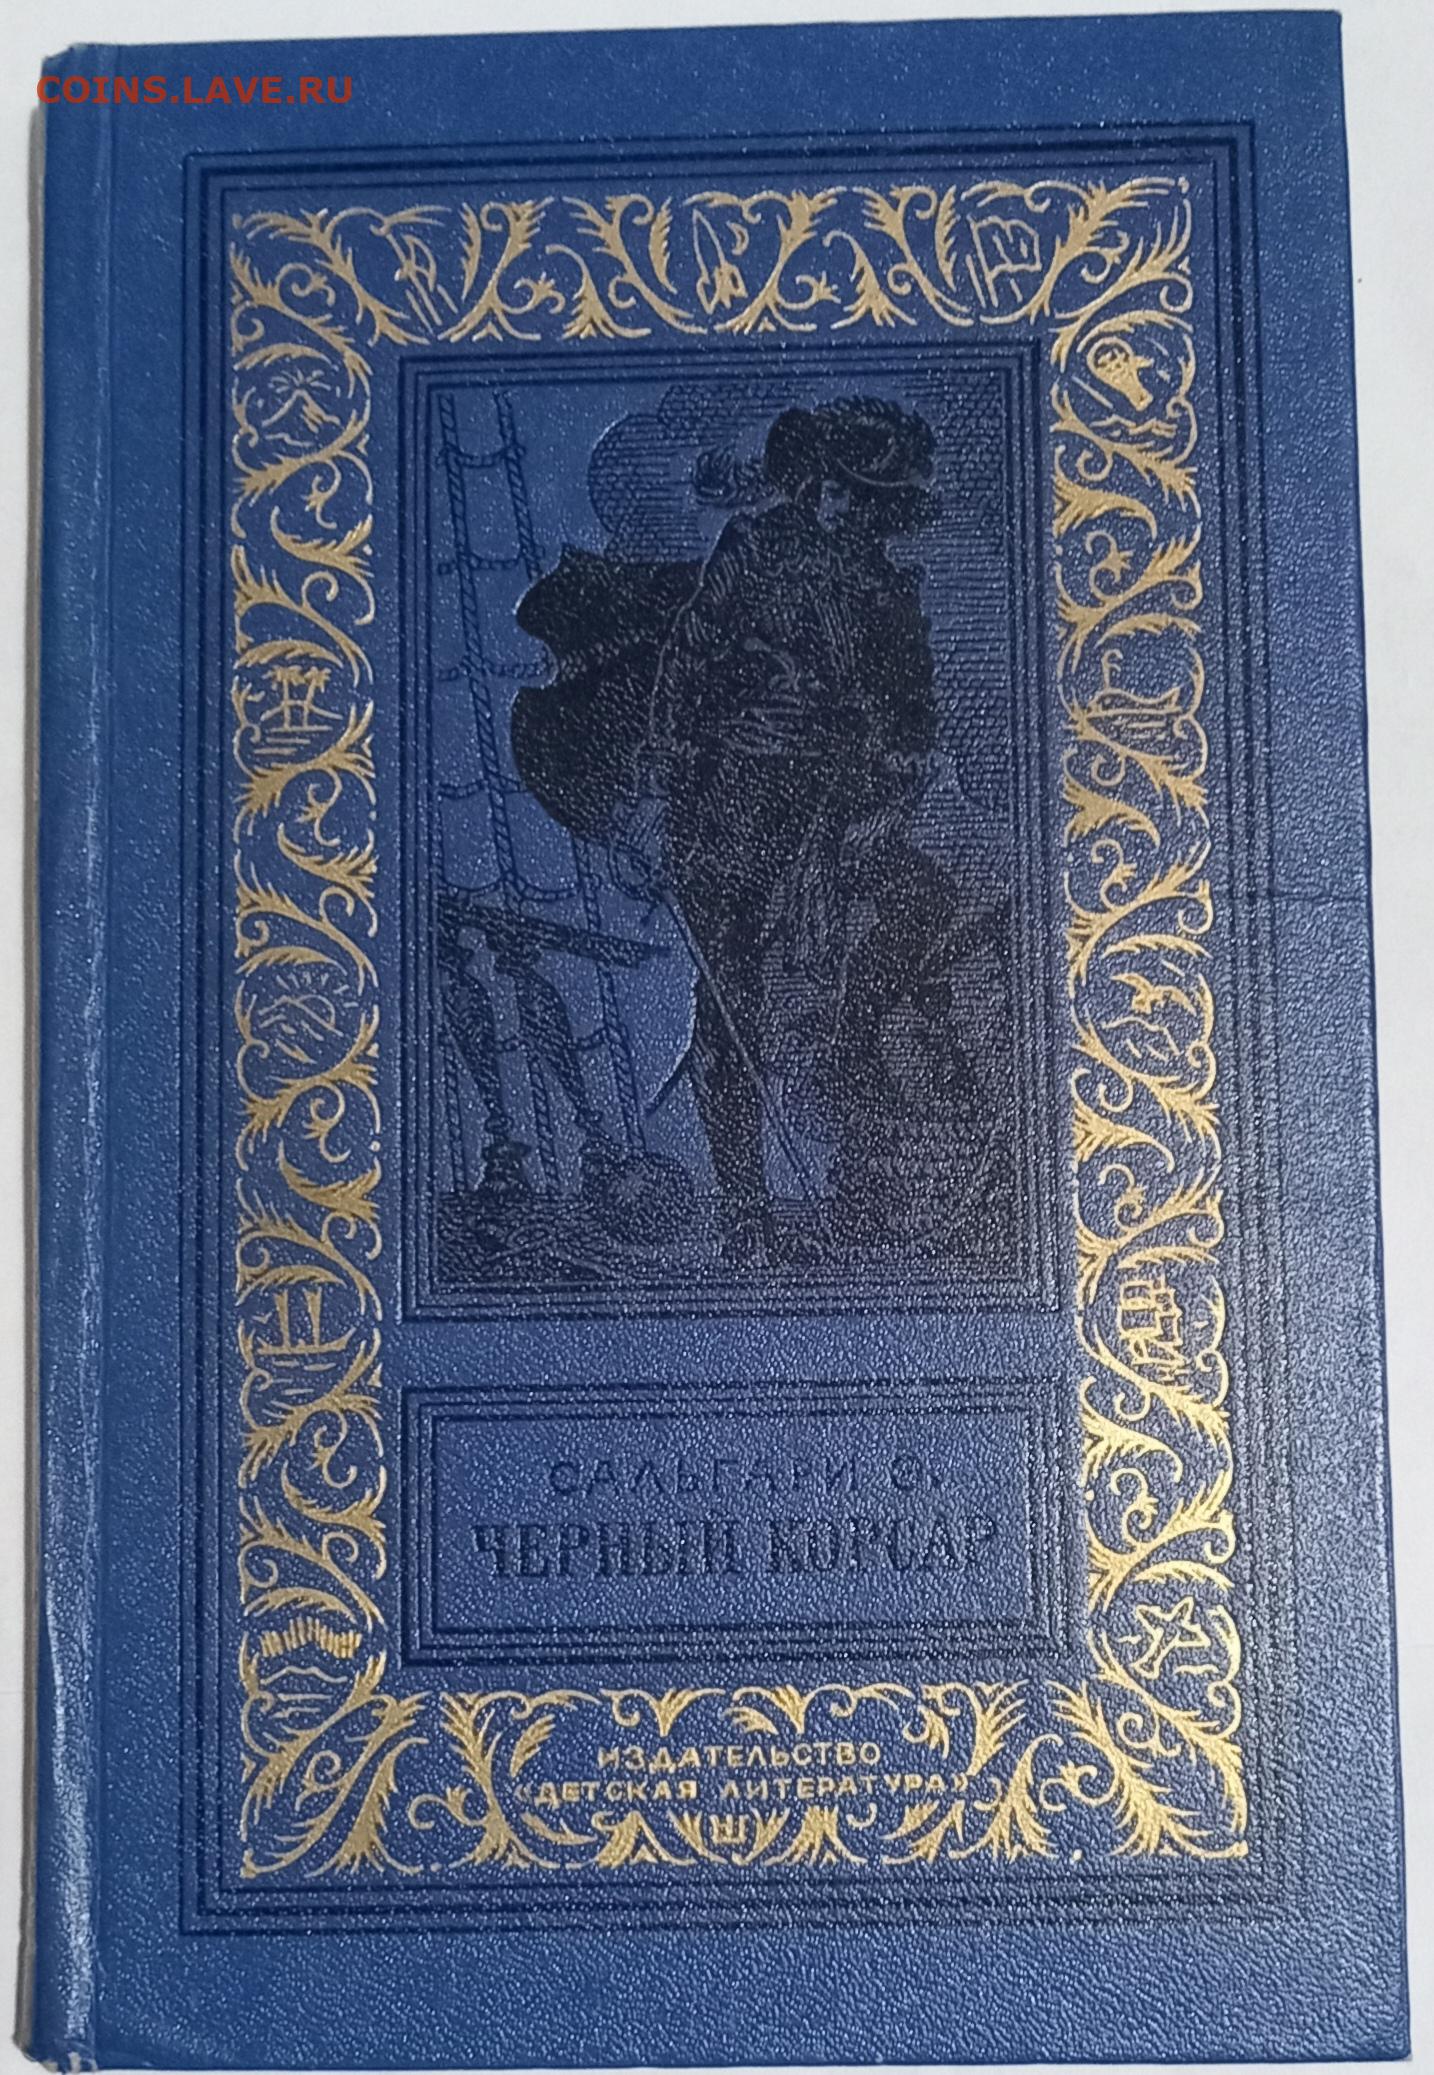 COINS.LAVE.RU
САЛЬГАРИ Э.
ЧЕРНЫЙ КОРСАР
ИЗДАТЕЛЬСТВО
«ДЕТСКАЯ ЛИТЕРАТУРА»